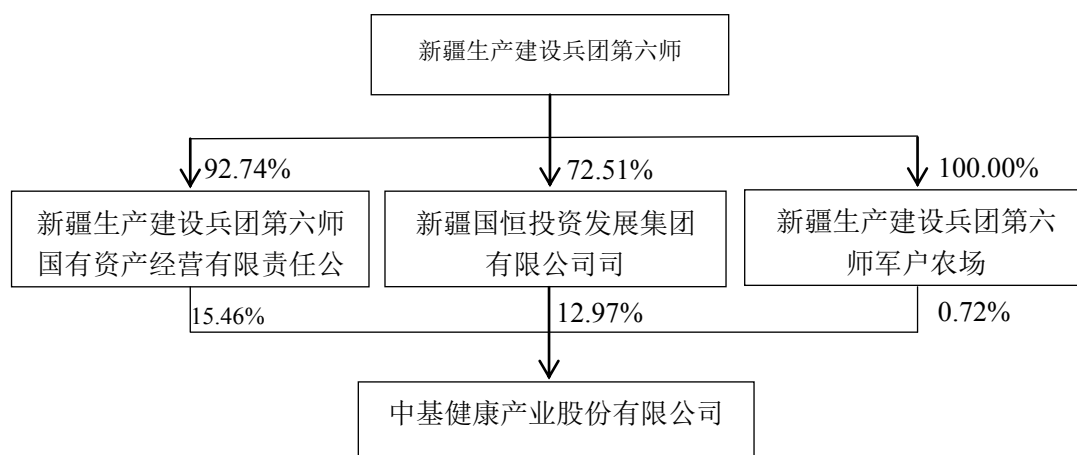 新疆生产建设兵团第六师
92.74%
72.51%
100.00%
新疆生产建设兵团第六师
国有资产经营有限责任公
新疆国恒投资发展集团
有限公司司
新疆生产建设兵团第六
师军户农场
15.46%
12.97%
0.72%
中基健康产业股份有限公司